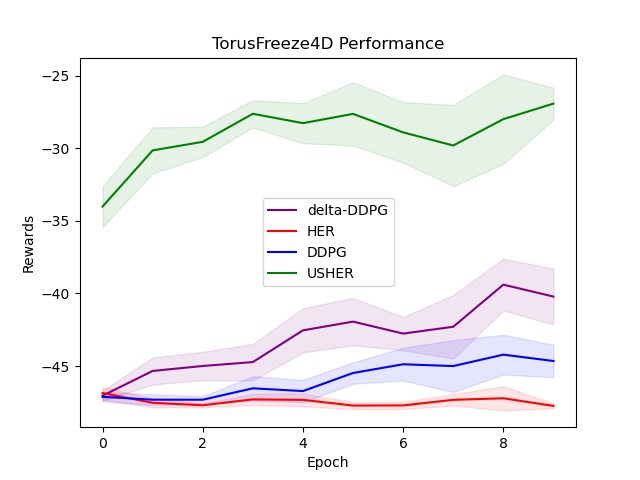 TorusFreeze4D Performance
−25
−30
−35
−40
−45
Rewards
delta-DDPG
HER
DDPG
USHER
0 2 4 6 8
Epoch